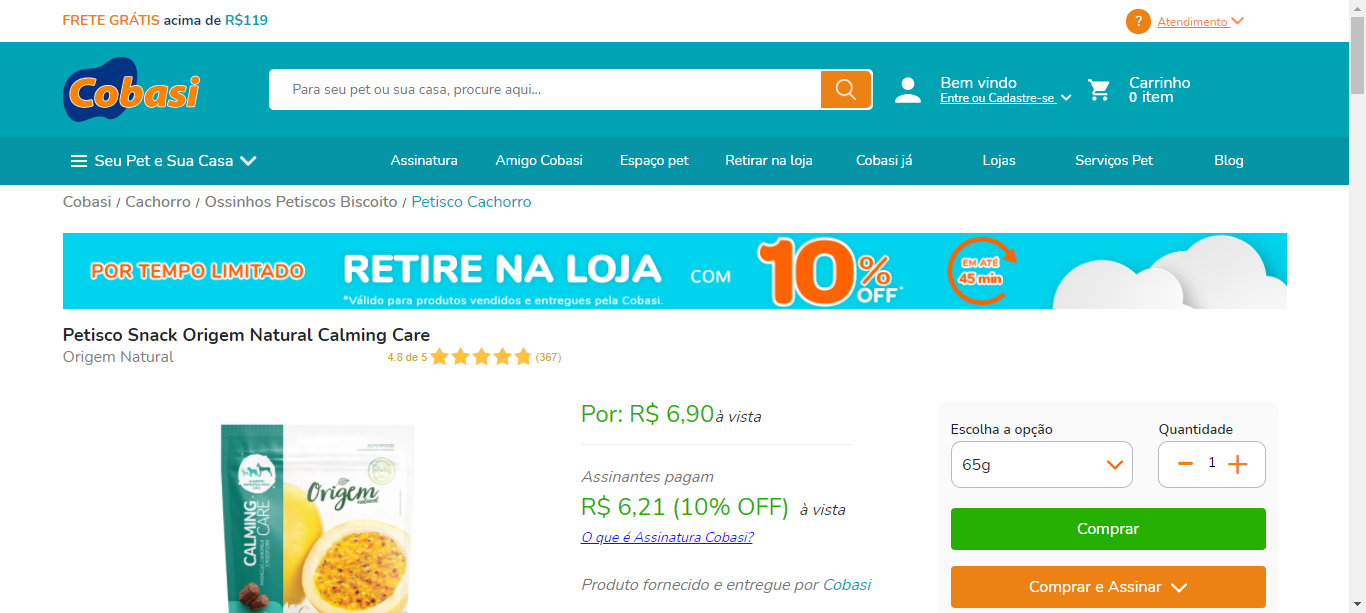 FRETE GRÁTIS acima de R$119
? Atendimento
Cobasi
Para seu pet ou sua casa, procure aqui...
Bem vindo
Entre ou Cadastre-se
Carrinho
0 item
Seu Pet e Sua Casa
Assinatura
Amigo Cobasi
Espaço pet
Retirar na loja
Cobasi já
Lojas
Serviços Pet
Blog
Cobasi / Cachorro / Ossinhos Petiscos Biscoito / Petisco Cachorro
POR TEMPO LIMITADO
RETIRE NA LOJA
*Válido para produtos vendidos e entregues pela Cobasi.
COM
10% OFF*
EM ATÉ
45 min
Petisco Snack Origem Natural Calming Care
Origem Natural
4.8 de 5 (367)
Por: R$ 6,90 à vista
Assinantes pagam
R$ 6,21 (10% OFF) à vista
O que é Assinatura Cobasi?
Produto fornecido e entregue por Cobasi
Escolha a opção
65g
Quantidade
1
Comprar
Comprar e Assinar
CALMING
CARE
Origem
natural